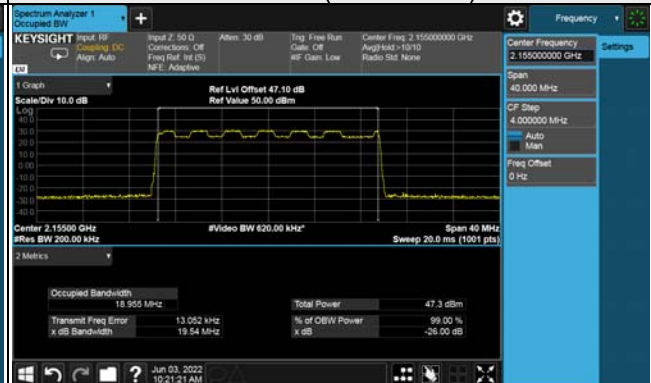 Spectrum Analyzer 1
Occupied BW
Frequency
KEYSIGHT
Input: RF
Coupling: DC
Align: Auto
Input Z: 50 Ω
Corrections: Off
Freq Ref: Int (S)
NFE: Adaptive
Atten: 30 dB
Trig: Free Run
Gate: Off
#IF Gain: Low
Center Freq: 2.155000000 GHz
Avg|Hold:>10/10
Radio Std: None
Center Frequency
2.155000000 GHz
Settings
Span
40.000 MHz
CF Step
4.000000 MHz
Auto
Man
Freq Offset
0 Hz
1 Graph
Scale/Div 10.0 dB
Ref Lvl Offset 47.10 dB
Ref Value 50.00 dBm
Log
40.0
30.0
20.0
10.0
0.00
-10.0
-20.0
-30.0
-40.0
Center 2.15500 GHz
#Res BW 200.00 kHz
#Video BW 620.00 kHz*
Span 40 MHz
Sweep 20.0 ms (1001 pts)
2 Metrics
Occupied Bandwidth
18.955 MHz
Total Power 47.3 dBm
Transmit Freq Error 13.052 kHz
% of OBW Power 99.00 %
x dB Bandwidth 19.54 MHz
x dB -26.00 dB
?
Jun 03, 2022
10:21:21 AM